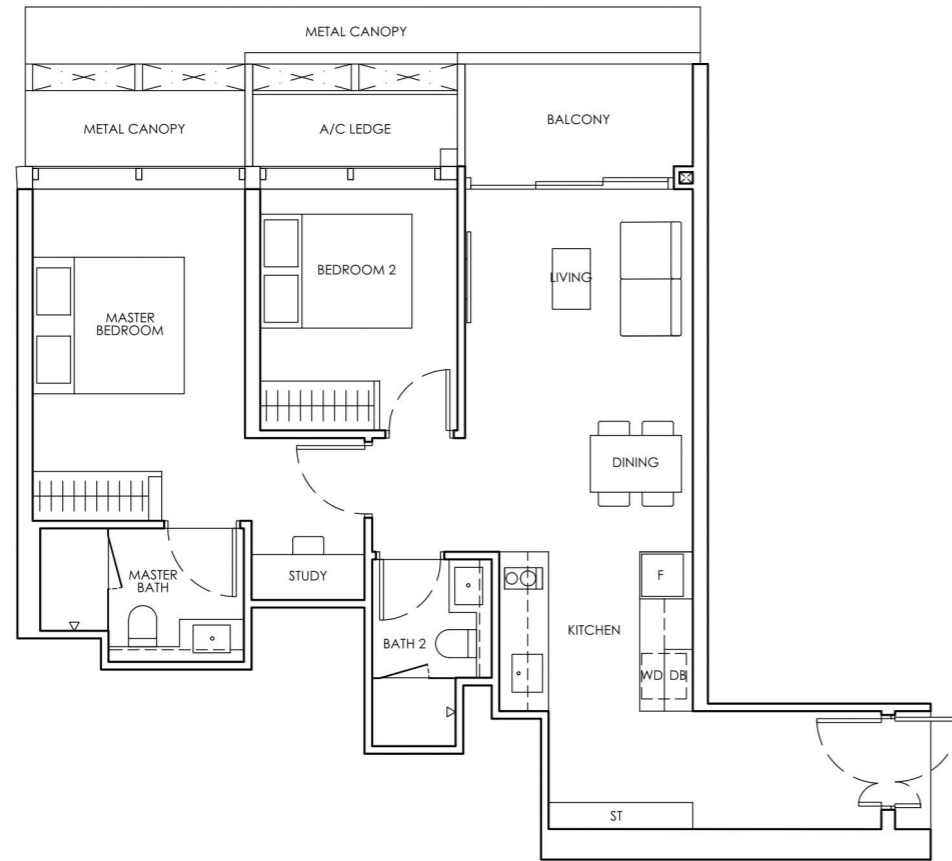 METAL CANOPY
METAL CANOPY
A/C LEDGE
BALCONY
BEDROOM 2
LIVING
MASTER
BEDROOM
DINING
MASTER
BATH
STUDY
F
BATH 2
KITCHEN
WD
DB
ST